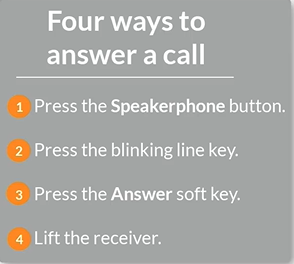 Four ways to
answer a call
1 Press the Speakerphone button.
2 Press the blinking line key.
3 Press the Answer soft key.
4 Lift the receiver.